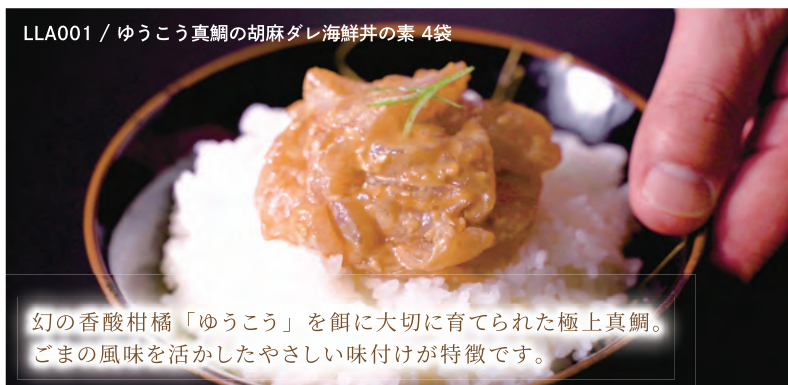 LLA001 / ゆうこう真鯛の胡麻ダレ海鮮丼の素 4袋
幻の香酸柑橘「ゆうこう」を餌に大切に育てられた極上真鯛。
ごまの風味を活かしたやさしい味付けが特徴です。